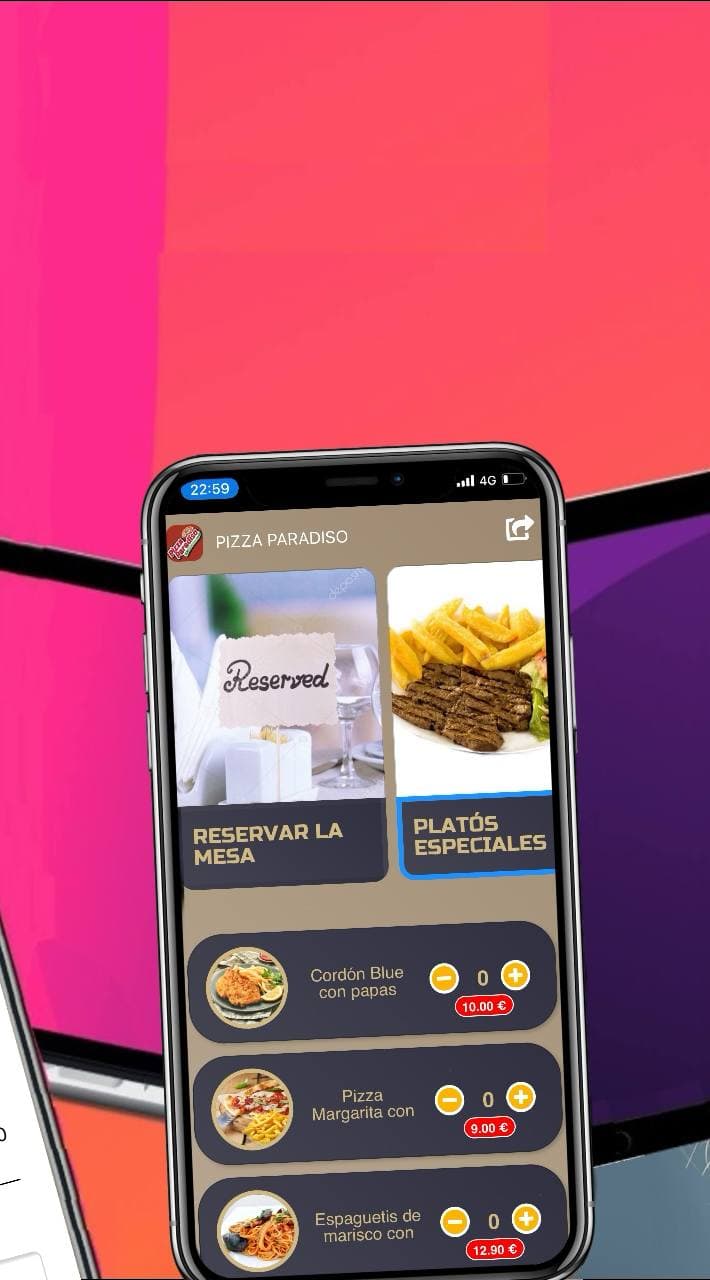 22:59
4G
PIZZA PARADISO
Reserved
RESERVAR LA
MESA
PLATÓS
ESPECIALES
Cordón Blue
con papas
0
10.00 €
Pizza
Margarita con
0
9.00 €
Espaguetis de
marisco con
0
12.90 €